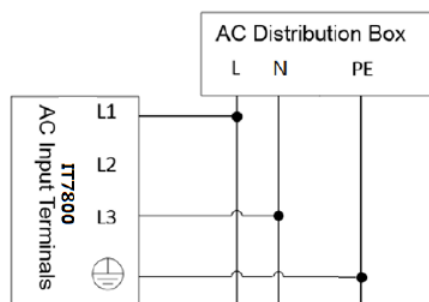 AC Distribution Box
L N PE
L1
L2
L3
AC Input Terminals
IT7800